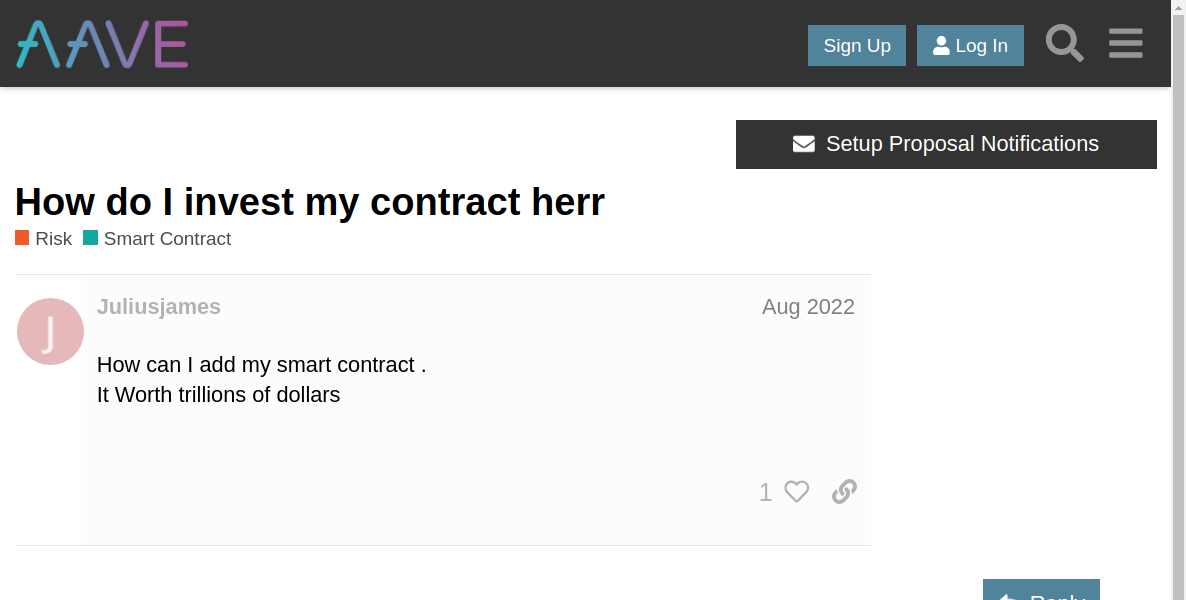 AAVE
Sign Up
Log In
Setup Proposal Notifications
How do I invest my contract herr
Risk
Smart Contract
J
Juliusjames
Aug 2022
How can I add my smart contract .
It Worth trillions of dollars
1
Reply